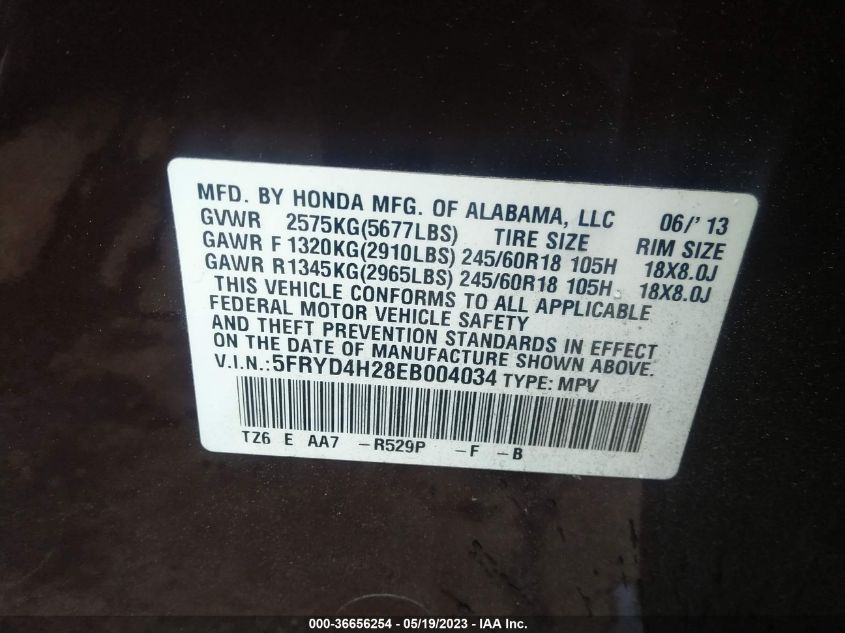 MFD. BY HONDA MFG. OF ALABAMA, LLC 06/'13
GVWR 2575KG(5677LBS) TIRE SIZE RIM SIZE
GAWR F 1320KG(2910LBS) 245/60R18 105H 18X8.0J
GAWR R1345KG(2965LBS) 245/60R18 105H 18X8.0J
THIS VEHICLE CONFORMS TO ALL APPLICABLE
FEDERAL MOTOR VEHICLE SAFETY
AND THEFT PREVENTION STANDARDS IN EFFECT
ON THE DATE OF MANUFACTURE SHOWN ABOVE.
V.I.N.:5FRYD4H28EB004034 TYPE: MPV
TZ6 E AA7 -R529P -F -B
000-36656254 - 05/19/2023 - IAA Inc.